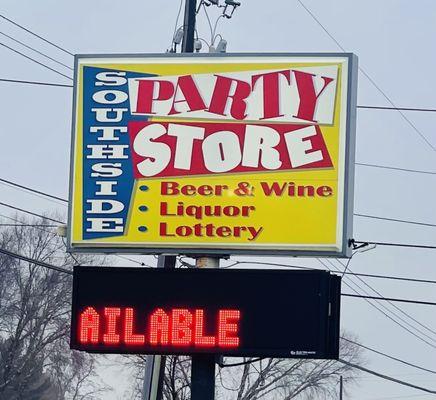 SOUTHSIDE
PARTY
STORE
• Beer & Wine
• Liquor
• Lottery
AILABLE